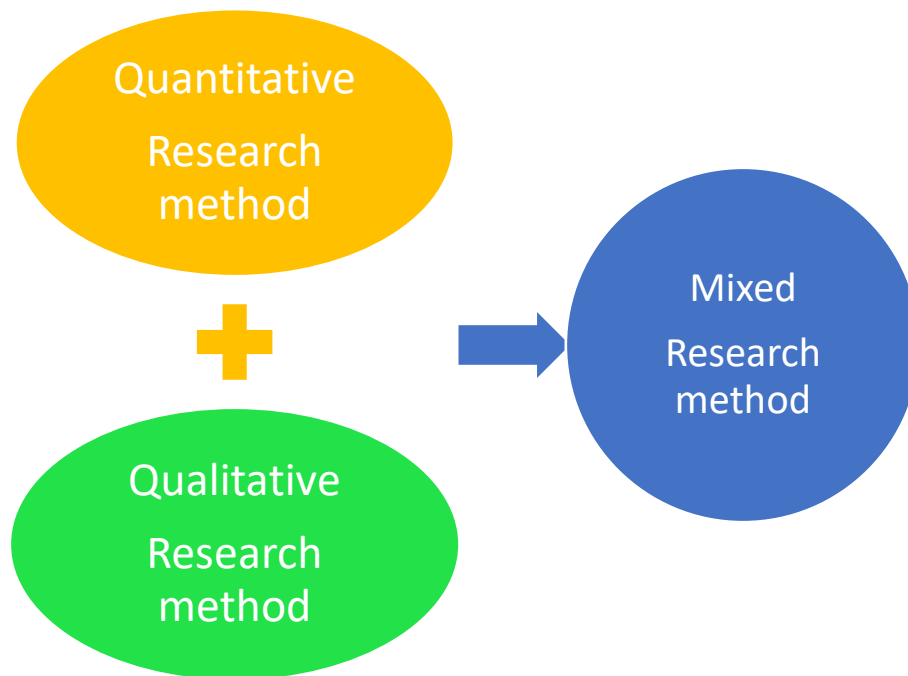 Quantitative
Research
method
Mixed
Research
method
Qualitative
Research
method